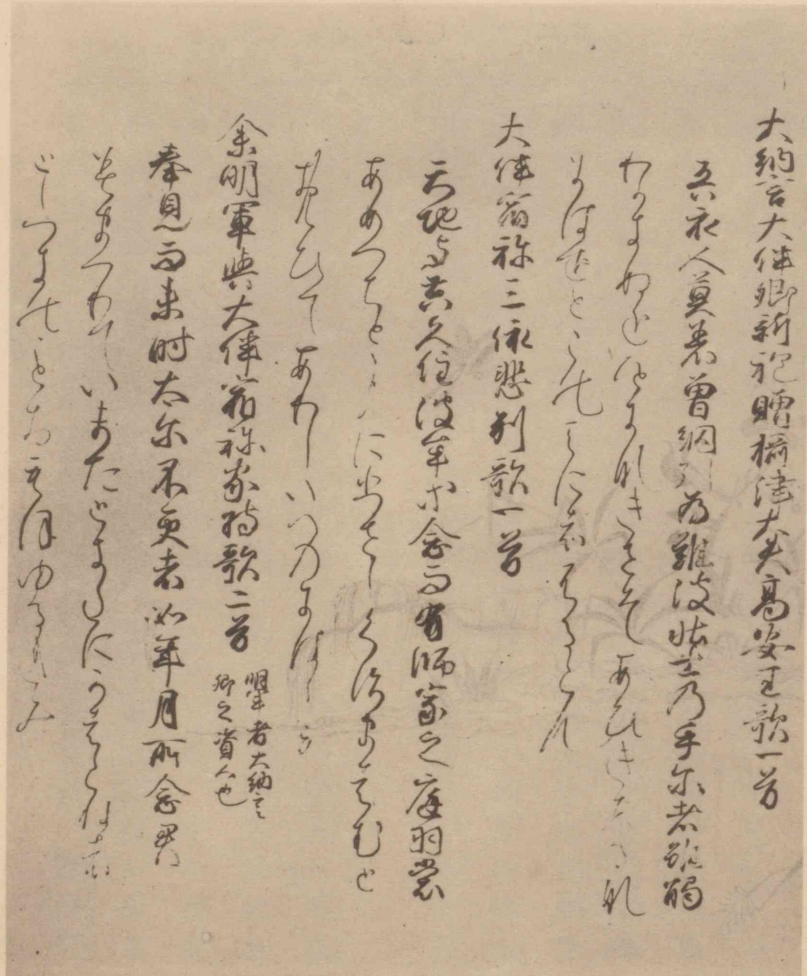 大納言大伴卿新袍贈攝津大夫高安王歌一首
吾衣人莫著曽網引為難波壮士乃手尓者雖觸
わかころもひとになきせそあひきするな
にはをとこのてにはふるとも
大伴宿祢三依悲別歌一首
天地与共久住波牟等念而有師家之庭羽裳
あめつちとゝもにひさしくすまはむと
おもひてありしいへのには
余明軍與大伴宿祢家持歌二首
明軍者大納言
卿之資人也
奉見而未時太尓不更者如年月所念君
みまつりていまたときたにかはらねは
としつきのことおもほゆるきみ